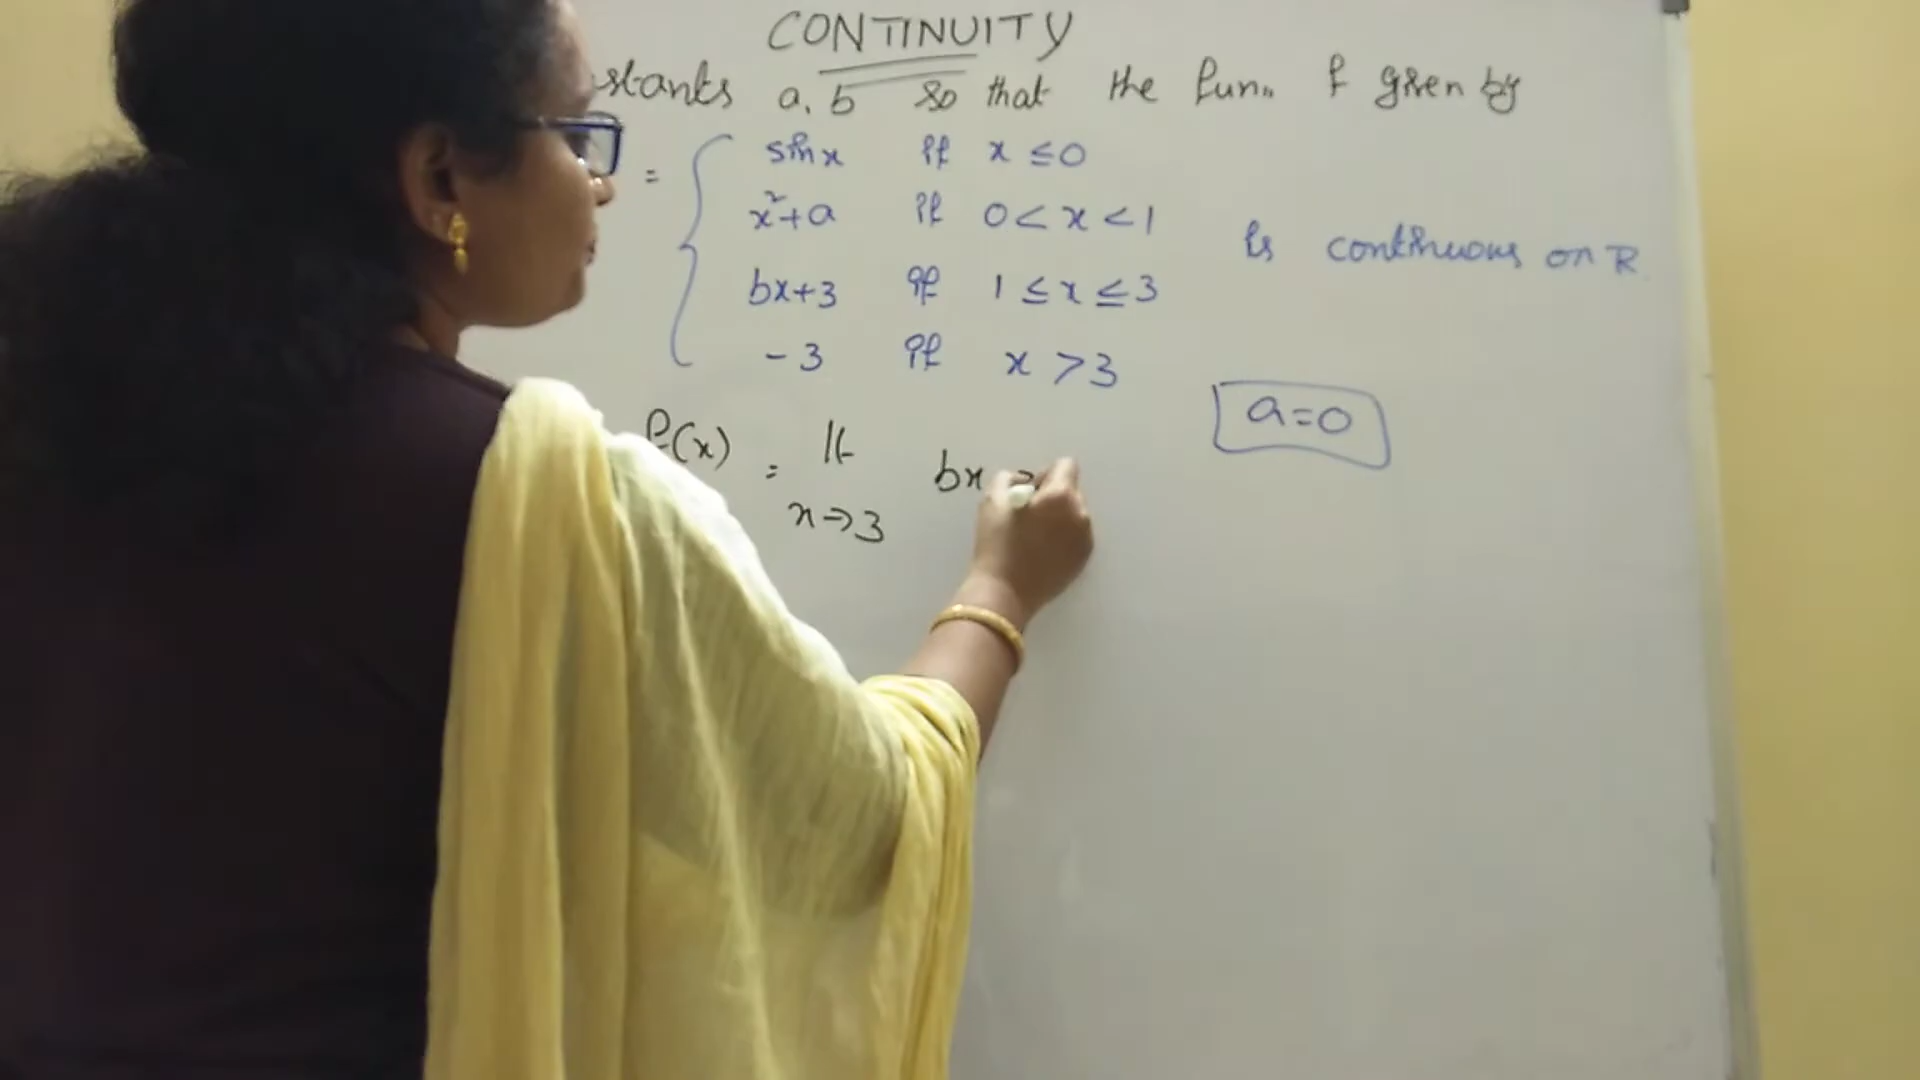 CONTINUITY
stants a, b so that the fun. f given by
= sin x if x ≤ 0
x²+a if 0 < x < 1
is continuous on R
bx+3 if 1 ≤ x ≤ 3
-3 if x > 3
a=0
f(x) = lt bx
x→3